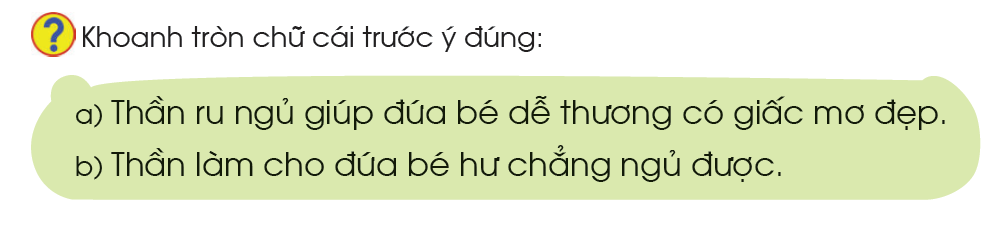 ? Khoanh tròn chữ cái trước ý đúng:
a) Thần ru ngủ giúp đứa bé dễ thương có giấc mơ đẹp.
b) Thần làm cho đứa bé hư chẳng ngủ được.